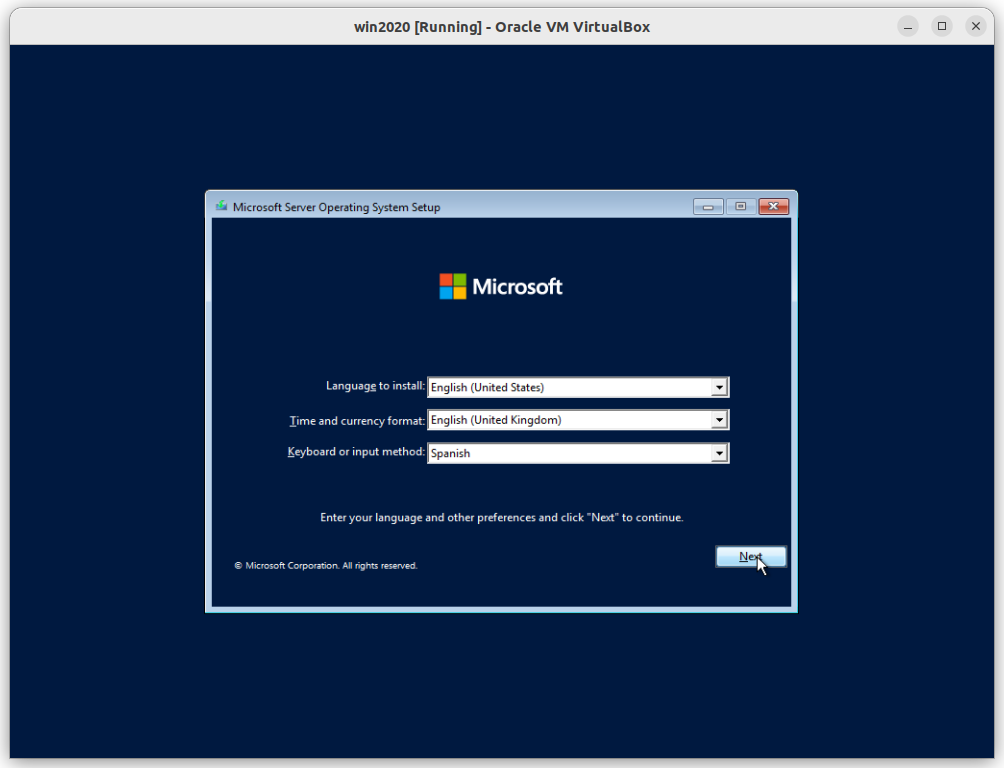 win2020 [Running] - Oracle VM VirtualBox
Microsoft Server Operating System Setup
Microsoft
Language to install: English (United States)
Time and currency format: English (United Kingdom)
Keyboard or input method: Spanish
Enter your language and other preferences and click "Next" to continue.
Next
© Microsoft Corporation. All rights reserved.